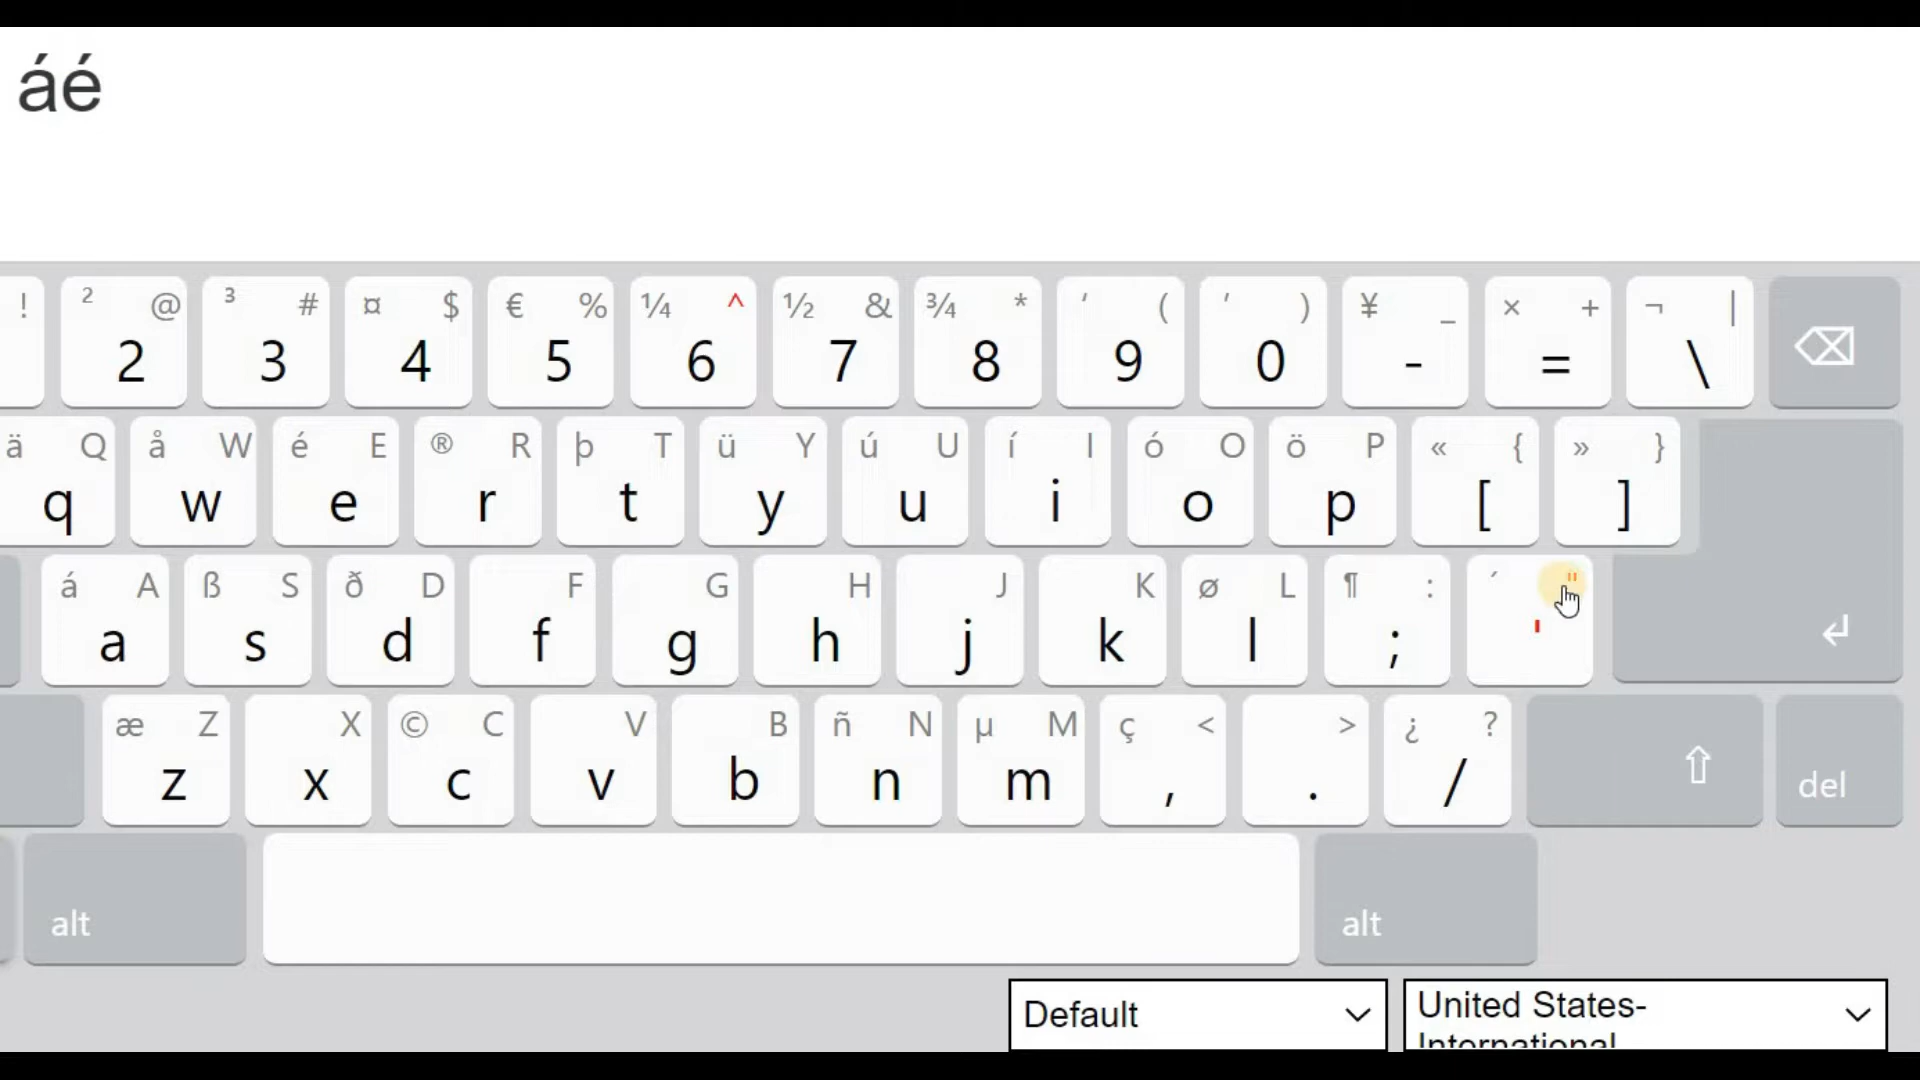 áé
! ² @ ³ # ¤ $ € % ¼ ^ ½ & ¾ * ‘ ( ’ ) ¥ _ × + ¬ |
2 3 4 5 6 7 8 9 0 - = \
ä Q å W é E ® R þ T ü Y ú U í I ó O ö P « { » }
q w e r t y u i o p [ ]
á A ß S ð D F G H J K ø L ¶ : ´ "
a s d f g h j k l ; '
æ Z X © C V B ñ N µ M ç < > ¿ ?
z x c v b n m , . / del
alt alt
Default United States-
International